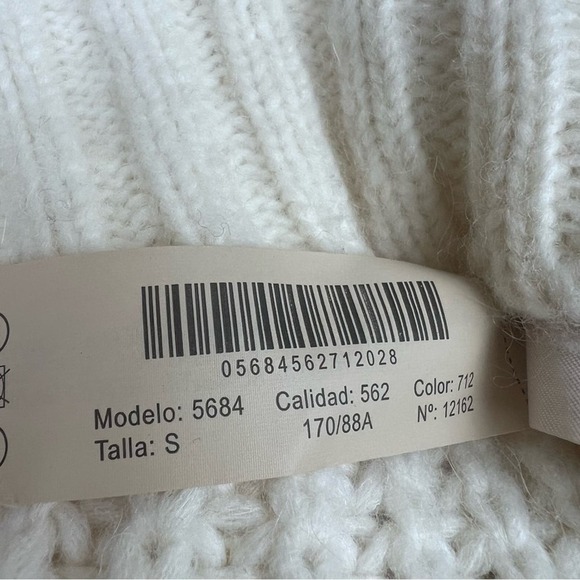 05684562712028
Modelo: 5684 Calidad: 562 Color: 712
Talla: S 170/88A Nº: 12162